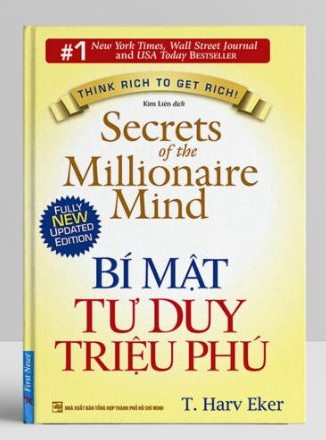 #1 New York Times, Wall Street Journal
and USA Today BESTSELLER
THINK RICH TO GET RICH!
Kim Liên dịch
Secrets
of the
Millionaire
Mind
FULLY
NEW
UPDATED
EDITION
BÍ MẬT
TƯ DUY
TRIỆU PHÚ
First News
NHÀ XUẤT BẢN TỔNG HỢP THÀNH PHỐ HỒ CHÍ MINH
T. Harv Eker